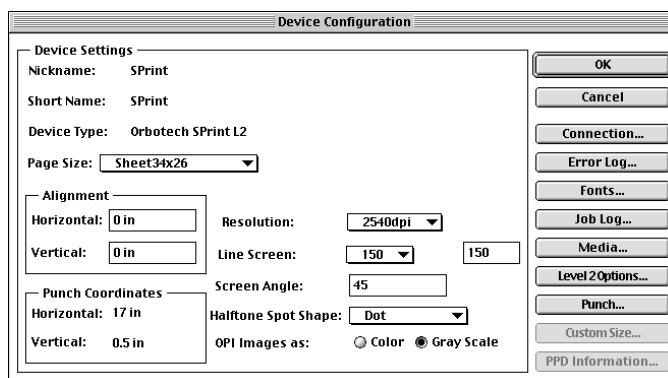 Device Configuration
Device Settings
Nickname: SPrint
Short Name: SPrint
Device Type: Orbotech SPrint L2
Page Size: Sheet34x26
Alignment
Horizontal: 0 in
Vertical: 0 in
Punch Coordinates
Horizontal: 17 in
Vertical: 0.5 in
Resolution: 2540dpi
Line Screen: 150 150
Screen Angle: 45
Halftone Spot Shape: Dot
OPI Images as: Color Gray Scale
OK
Cancel
Connection...
Error Log...
Fonts...
Job Log...
Media...
Level 2 Options...
Punch...
Custom Size...
PPD Information...